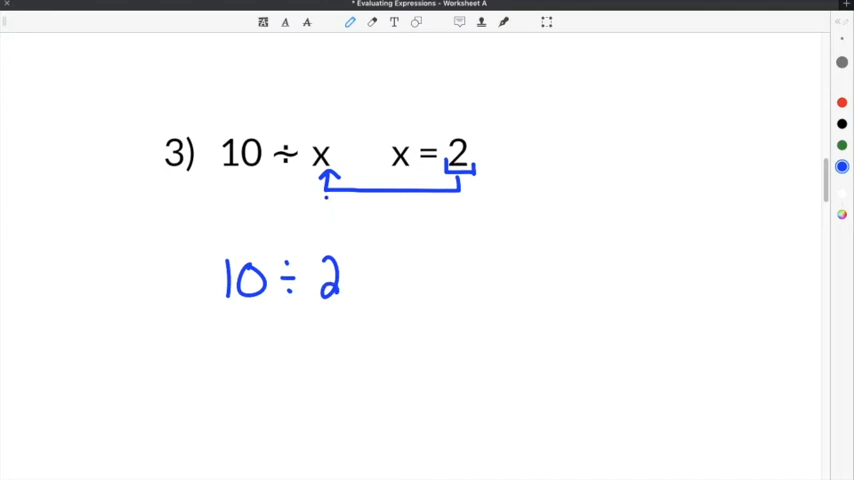 * Evaluating Expressions - Worksheet A
3) 10 ÷ x x = 2
10 ÷ 2